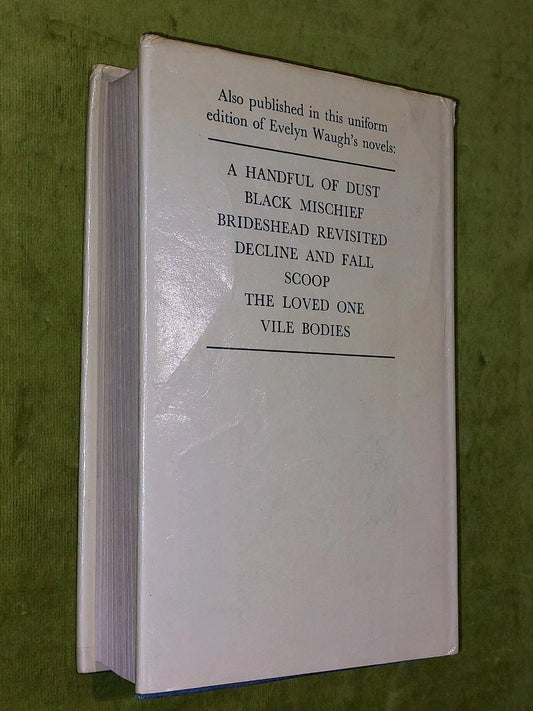 Also published in this uniform
edition of Evelyn Waugh's novels:
A HANDFUL OF DUST
BLACK MISCHIEF
BRIDESHEAD REVISITED
DECLINE AND FALL
SCOOP
THE LOVED ONE
VILE BODIES